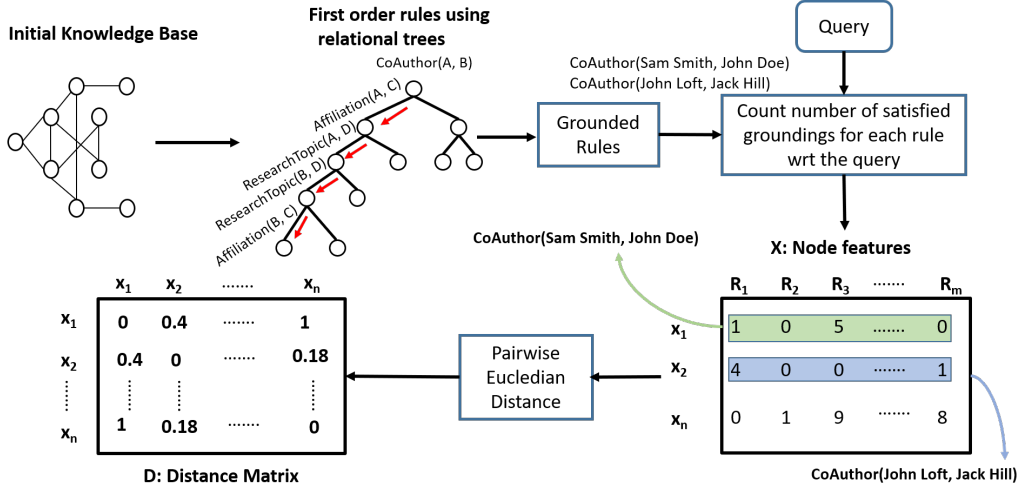 Initial Knowledge Base
First order rules using
relational trees
CoAuthor(A, B)
Affiliation(A, C)
ResearchTopic(A, D)
ResearchTopic(B, D)
Affiliation(B, C)
CoAuthor(Sam Smith, John Doe)
CoAuthor(John Loft, Jack Hill)
Grounded
Rules
Query
Count number of satisfied
groundings for each rule
wrt the query
X: Node features
CoAuthor(Sam Smith, John Doe)
R1 R2 R3 ....... Rm
x1 1 0 5 ....... 0
x2 4 0 0 ....... 1
xn 0 1 9 ....... 8
CoAuthor(John Loft, Jack Hill)
Pairwise
Eucledian
Distance
x1 x2 ....... xn
x1 0 0.4 ....... 1
x2 0.4 0 ....... 0.18
xn 1 0.18 ....... 0
D: Distance Matrix